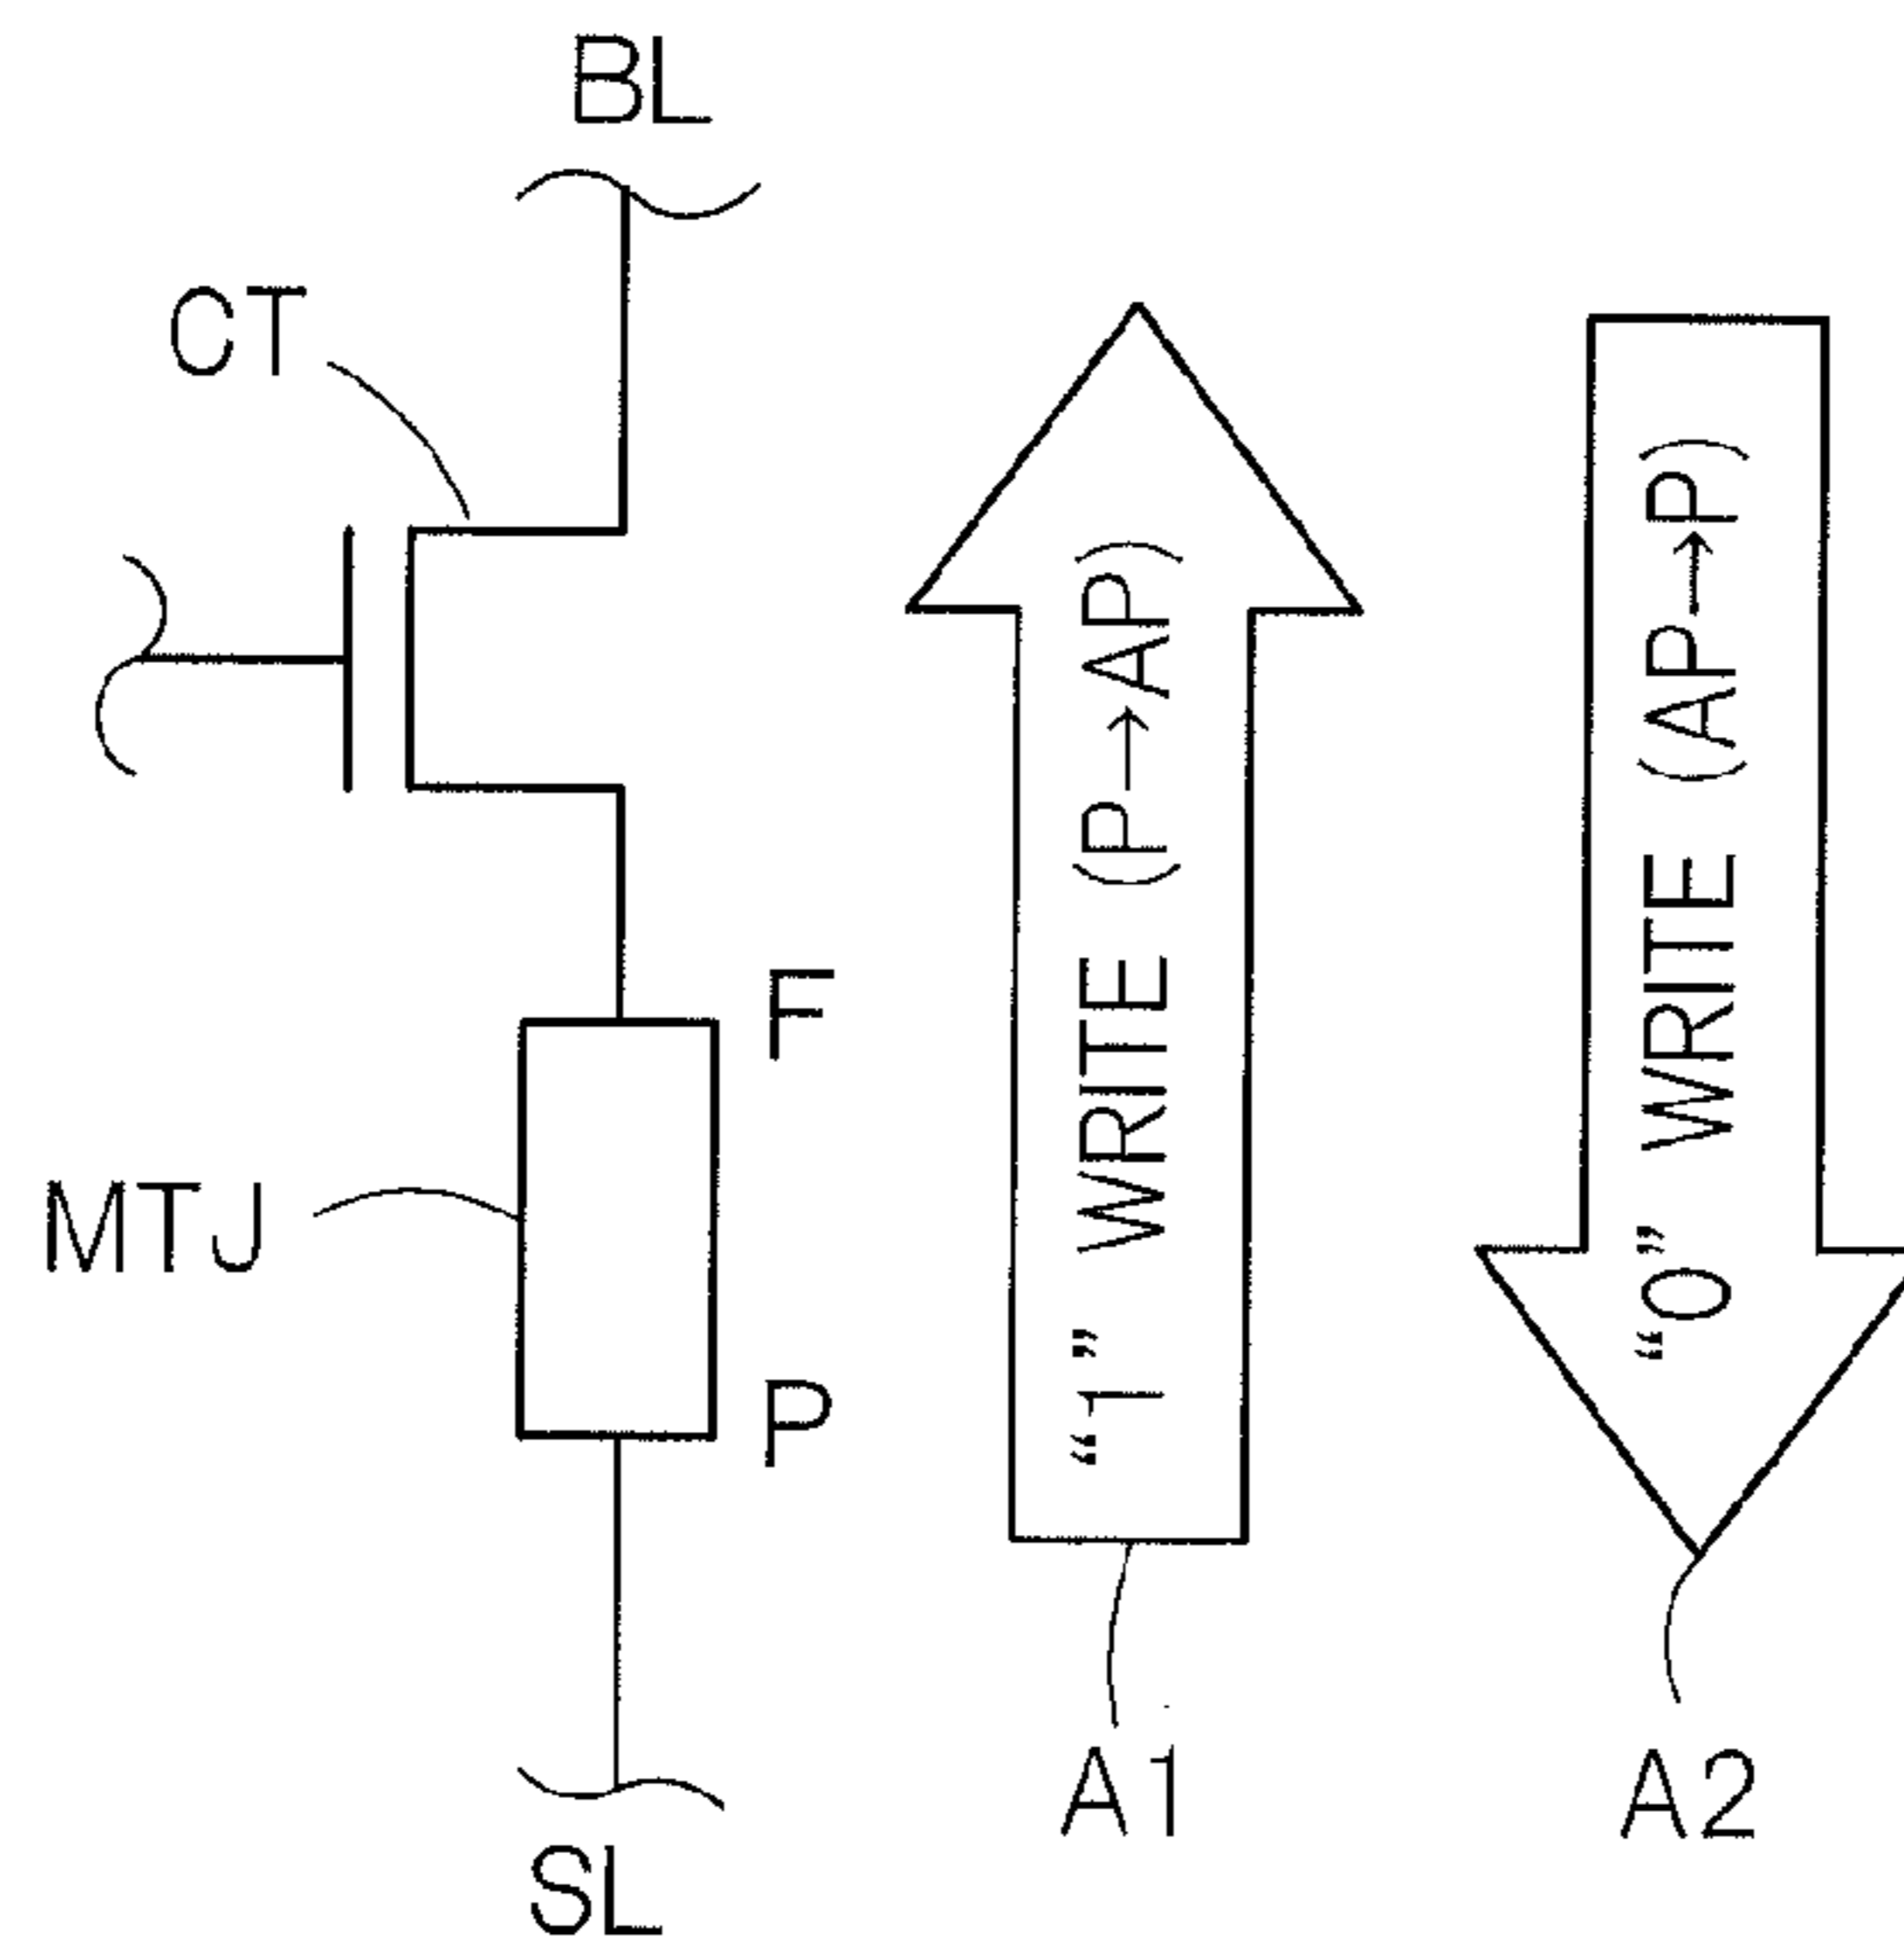 BL
CT
MTJ
F
P
SL
“1” WRITE (P→AP)
A1
“0” WRITE (AP→P)
A2